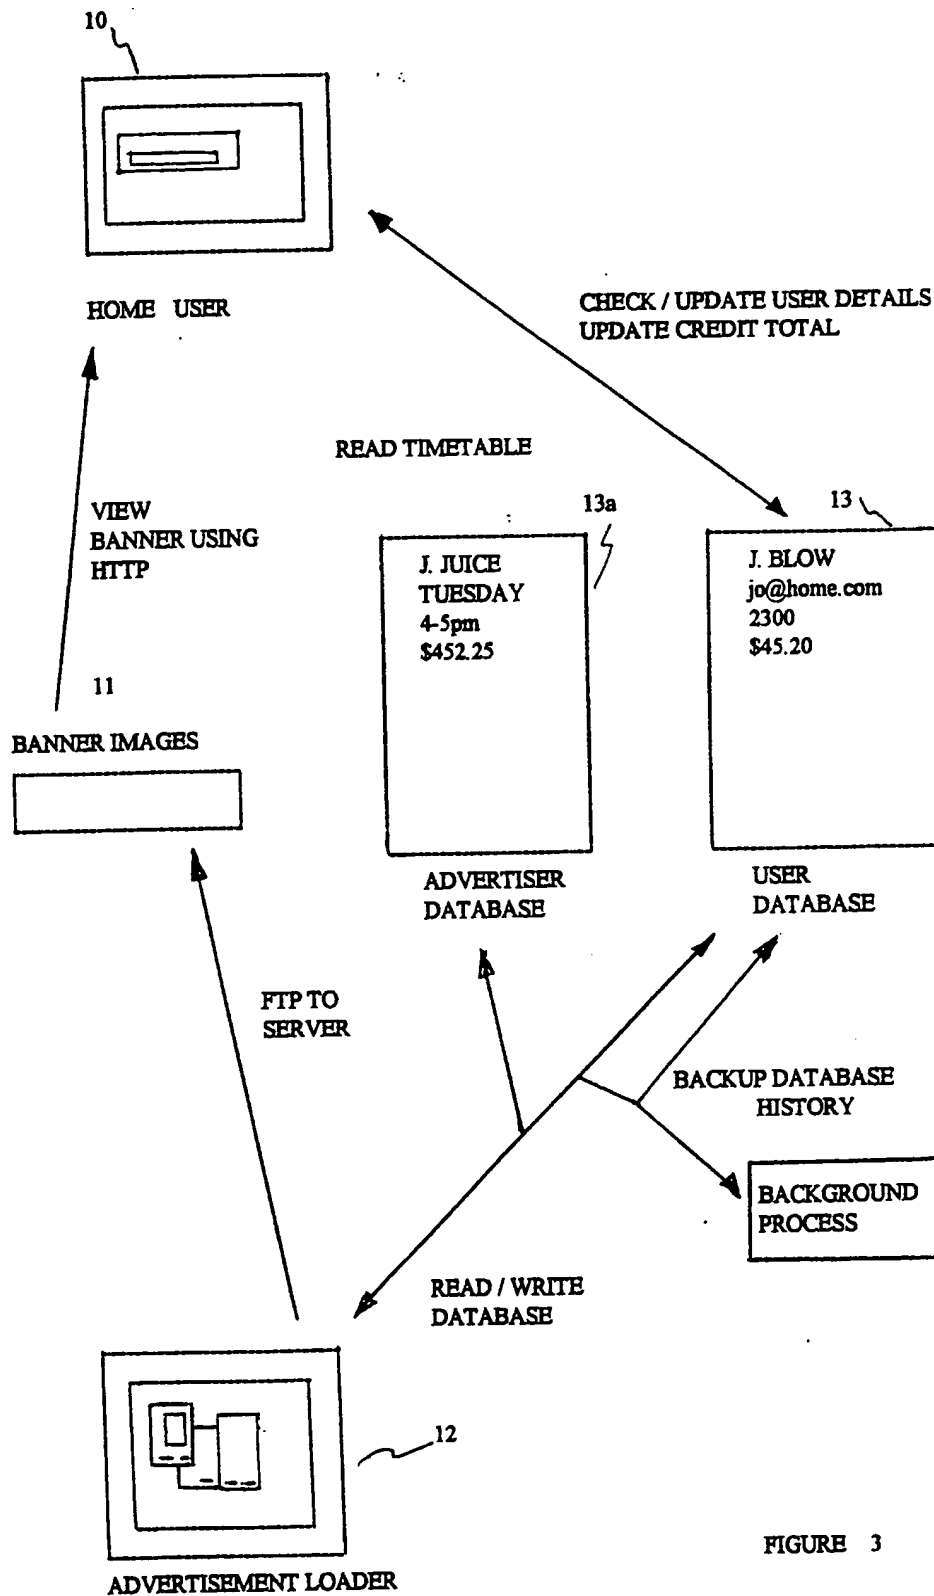 10
HOME USER
CHECK / UPDATE USER DETAILS
UPDATE CREDIT TOTAL
READ TIMETABLE
VIEW
BANNER USING
HTTP
13a
13
J. JUICE
TUESDAY
4-5pm
$452.25
J. BLOW
jo@home.com
2300
$45.20
11
BANNER IMAGES
ADVERTISER
DATABASE
USER
DATABASE
FTP TO
SERVER
BACKUP DATABASE
HISTORY
BACKGROUND
PROCESS
READ / WRITE
DATABASE
12
FIGURE 3
ADVERTISEMENT LOADER